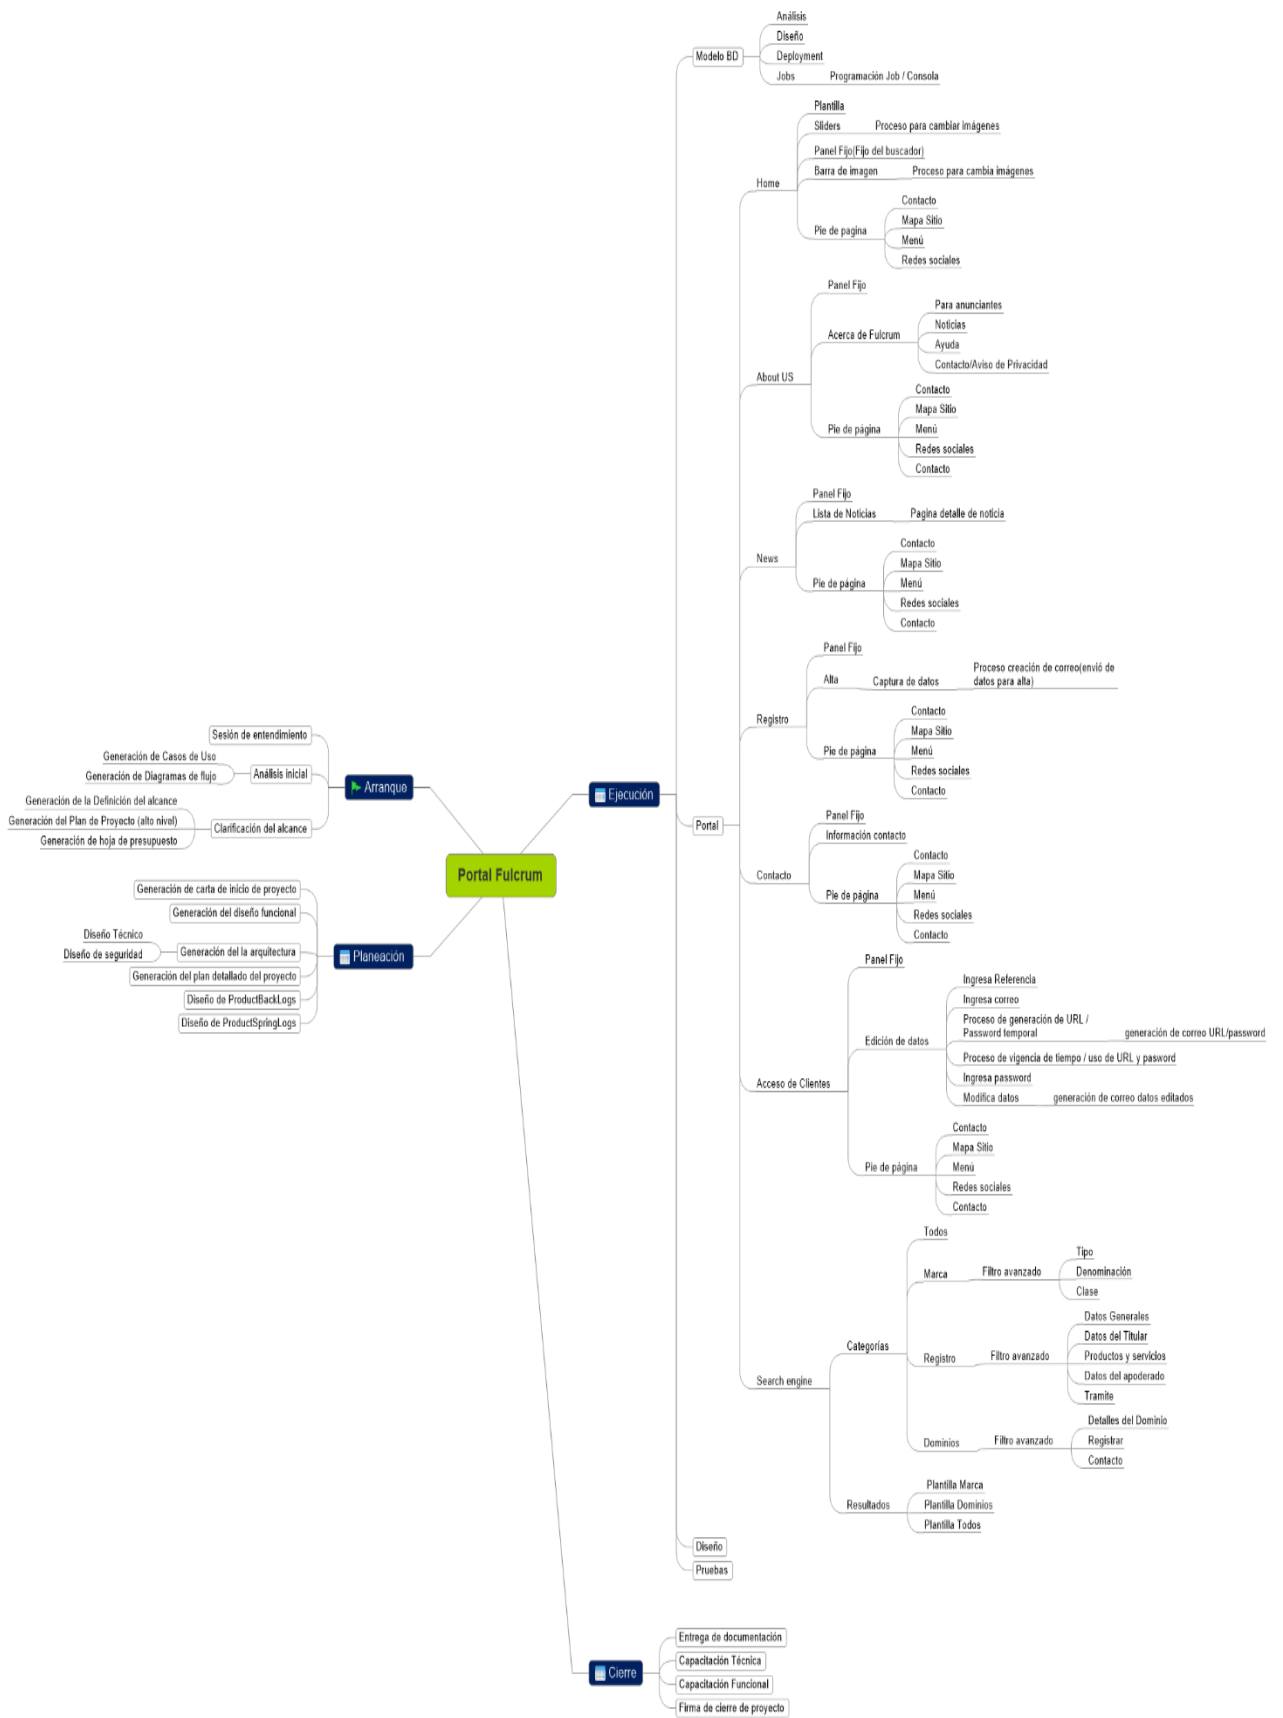 Portal Fulcrum
Arranque
Sesión de entendimiento
Análisis inicial
Generación de Casos de Uso
Generación de Diagramas de flujo
Clarificación del alcance
Generación de la Definición del alcance
Generación del Plan de Proyecto (alto nivel)
Generación de hoja de presupuesto
Planeación
Generación de carta de inicio de proyecto
Generación del diseño funcional
Generación del la arquitectura
Diseño Técnico
Diseño de seguridad
Generación del plan detallado del proyecto
Diseño de ProductBackLogs
Diseño de ProductSpringLogs
Ejecución
Modelo BD
Análisis
Diseño
Deployment
Jobs
Programación Job / Consola
Portal
Home
Plantilla
Sliders
Proceso para cambiar imágenes
Panel Fijo(Fijo del buscador)
Barra de imagen
Proceso para cambia imágenes
Pie de pagina
Contacto
Mapa Sitio
Menú
Redes sociales
About US
Panel Fijo
Acerca de Fulcrum
Para anunciantes
Noticias
Ayuda
Contacto/Aviso de Privacidad
Pie de página
Contacto
Mapa Sitio
Menú
Redes sociales
Contacto
News
Panel Fijo
Lista de Noticias
Pagina detalle de noticia
Pie de página
Contacto
Mapa Sitio
Menú
Redes sociales
Contacto
Registro
Panel Fijo
Alta
Captura de datos
Proceso creación de correo(envió de
datos para alta)
Pie de página
Contacto
Mapa Sitio
Menú
Redes sociales
Contacto
Contacto
Panel Fijo
Información contacto
Pie de página
Contacto
Mapa Sitio
Menú
Redes sociales
Contacto
Acceso de Clientes
Panel Fijo
Edición de datos
Ingresa Referencia
Ingresa correo
Proceso de generación de URL /
Password temporal
generación de correo URL/password
Proceso de vigencia de tiempo / uso de URL y pasword
Ingresa password
Modifica datos
generación de correo datos editados
Pie de página
Contacto
Mapa Sitio
Menú
Redes sociales
Contacto
Search engine
Categorías
Todos
Marca
Filtro avanzado
Tipo
Denominación
Clase
Registro
Filtro avanzado
Datos Generales
Datos del Titular
Productos y servicios
Datos del apoderado
Tramite
Dominios
Filtro avanzado
Detalles del Dominio
Registrar
Contacto
Resultados
Plantilla Marca
Plantilla Dominios
Plantilla Todos
Diseño
Pruebas
Cierre
Entrega de documentación
Capacitación Técnica
Capacitación Funcional
Firma de cierre de proyecto